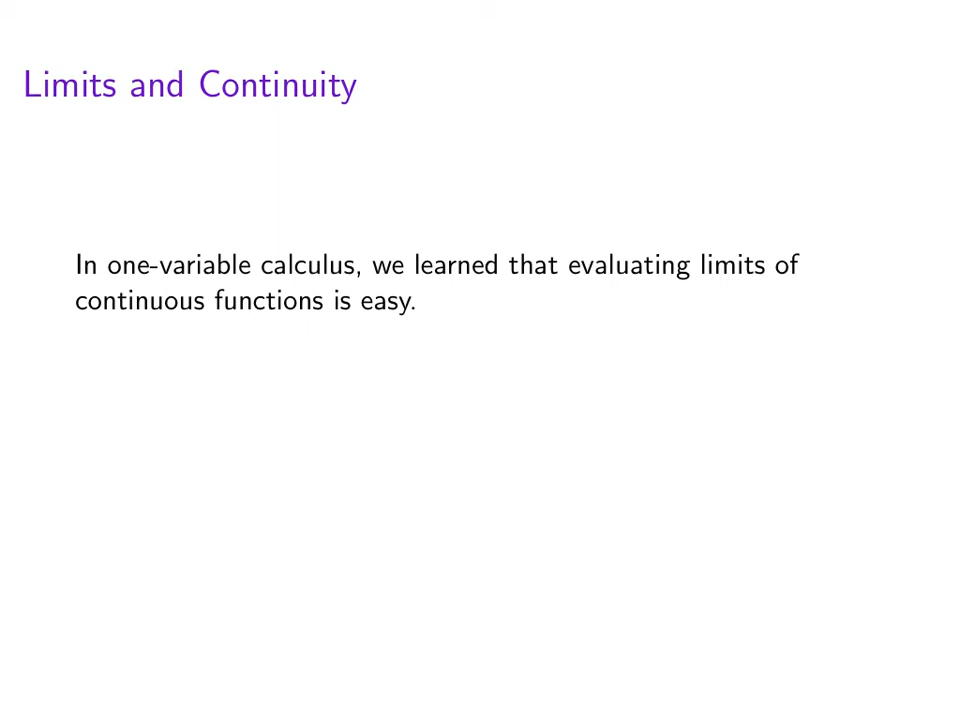 Limits and Continuity
In one-variable calculus, we learned that evaluating limits of
continuous functions is easy.